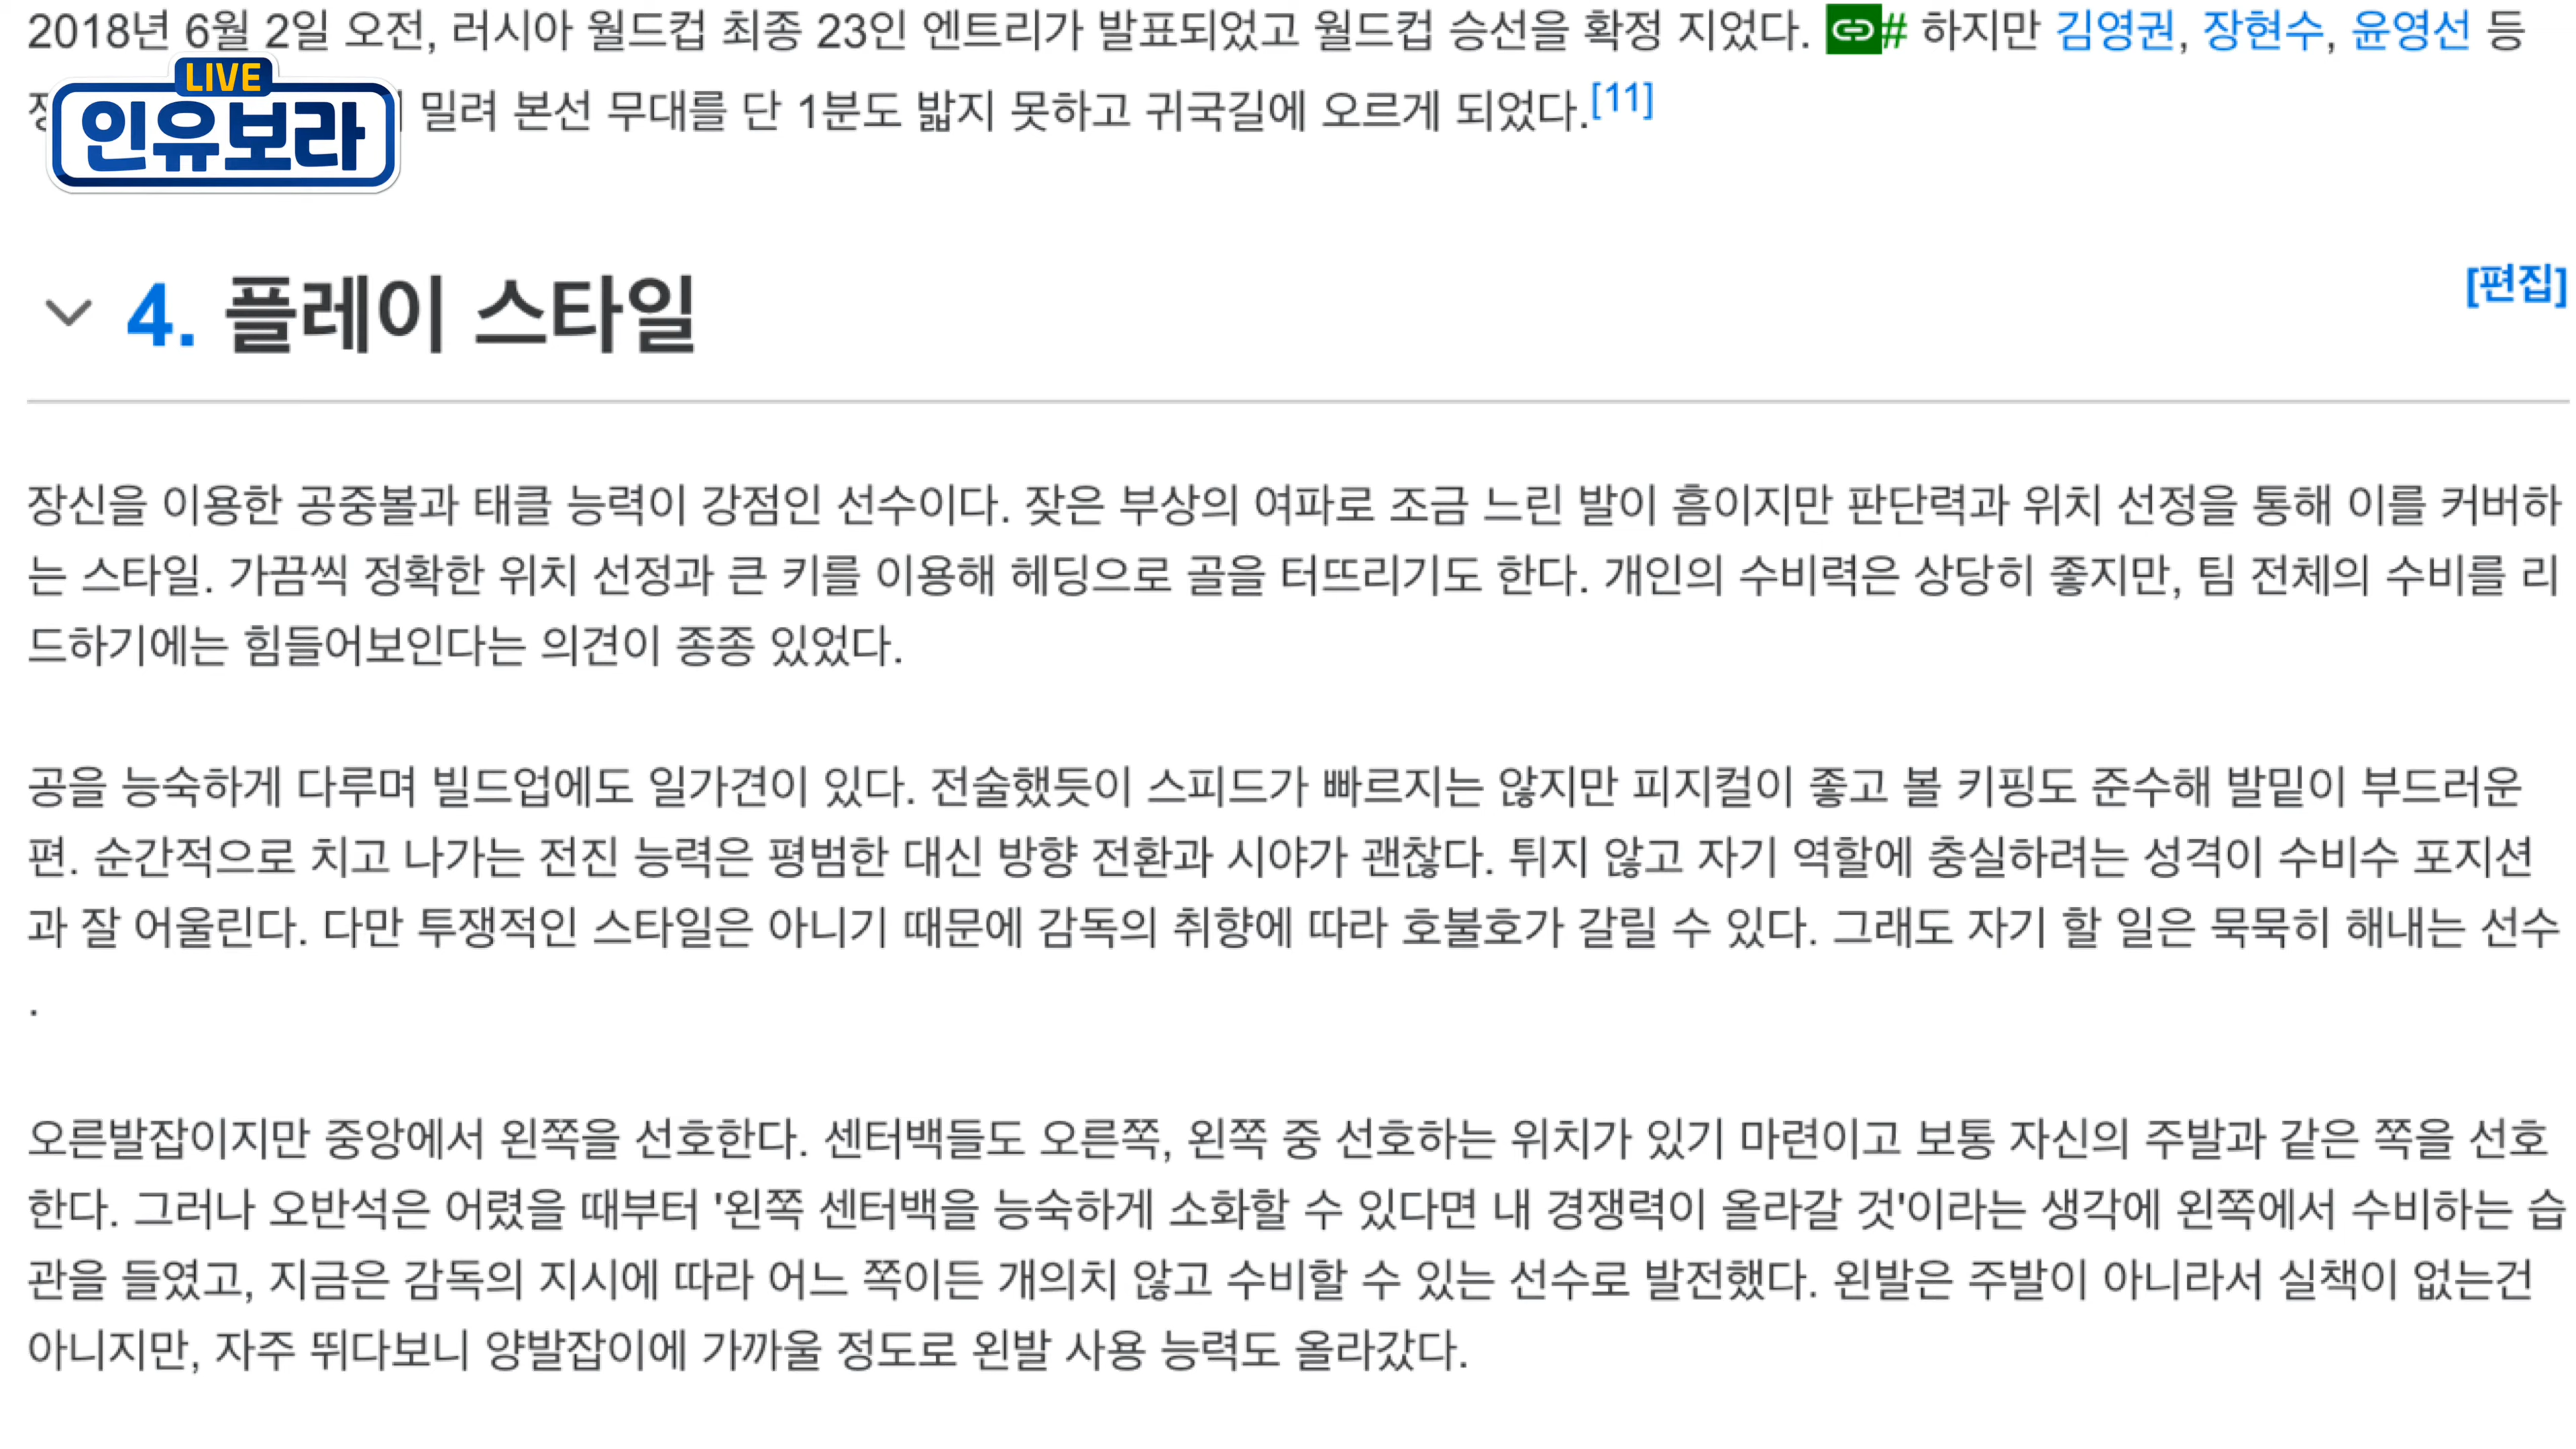 2018년 6월 2일 오전, 러시아 월드컵 최종 23인 엔트리가 발표되었고 월드컵 승선을 확정 지었다. # 하지만 김영권, 장현수, 윤영선 등
LIVE
인유보라
밀려 본선 무대를 단 1분도 밟지 못하고 귀국길에 오르게 되었다.[11]
4. 플레이 스타일
[편집]
장신을 이용한 공중볼과 태클 능력이 강점인 선수이다. 잦은 부상의 여파로 조금 느린 발이 흠이지만 판단력과 위치 선정을 통해 이를 커버하
는 스타일. 가끔씩 정확한 위치 선정과 큰 키를 이용해 헤딩으로 골을 터뜨리기도 한다. 개인의 수비력은 상당히 좋지만, 팀 전체의 수비를 리
드하기에는 힘들어보인다는 의견이 종종 있었다.
공을 능숙하게 다루며 빌드업에도 일가견이 있다. 전술했듯이 스피드가 빠르지는 않지만 피지컬이 좋고 볼 키핑도 준수해 발밑이 부드러운
편. 순간적으로 치고 나가는 전진 능력은 평범한 대신 방향 전환과 시야가 괜찮다. 튀지 않고 자기 역할에 충실하려는 성격이 수비수 포지션
과 잘 어울린다. 다만 투쟁적인 스타일은 아니기 때문에 감독의 취향에 따라 호불호가 갈릴 수 있다. 그래도 자기 할 일은 묵묵히 해내는 선수
.
오른발잡이지만 중앙에서 왼쪽을 선호한다. 센터백들도 오른쪽, 왼쪽 중 선호하는 위치가 있기 마련이고 보통 자신의 주발과 같은 쪽을 선호
한다. 그러나 오반석은 어렸을 때부터 '왼쪽 센터백을 능숙하게 소화할 수 있다면 내 경쟁력이 올라갈 것'이라는 생각에 왼쪽에서 수비하는 습
관을 들였고, 지금은 감독의 지시에 따라 어느 쪽이든 개의치 않고 수비할 수 있는 선수로 발전했다. 왼발은 주발이 아니라서 실책이 없는건
아니지만, 자주 뛰다보니 양발잡이에 가까울 정도로 왼발 사용 능력도 올라갔다.